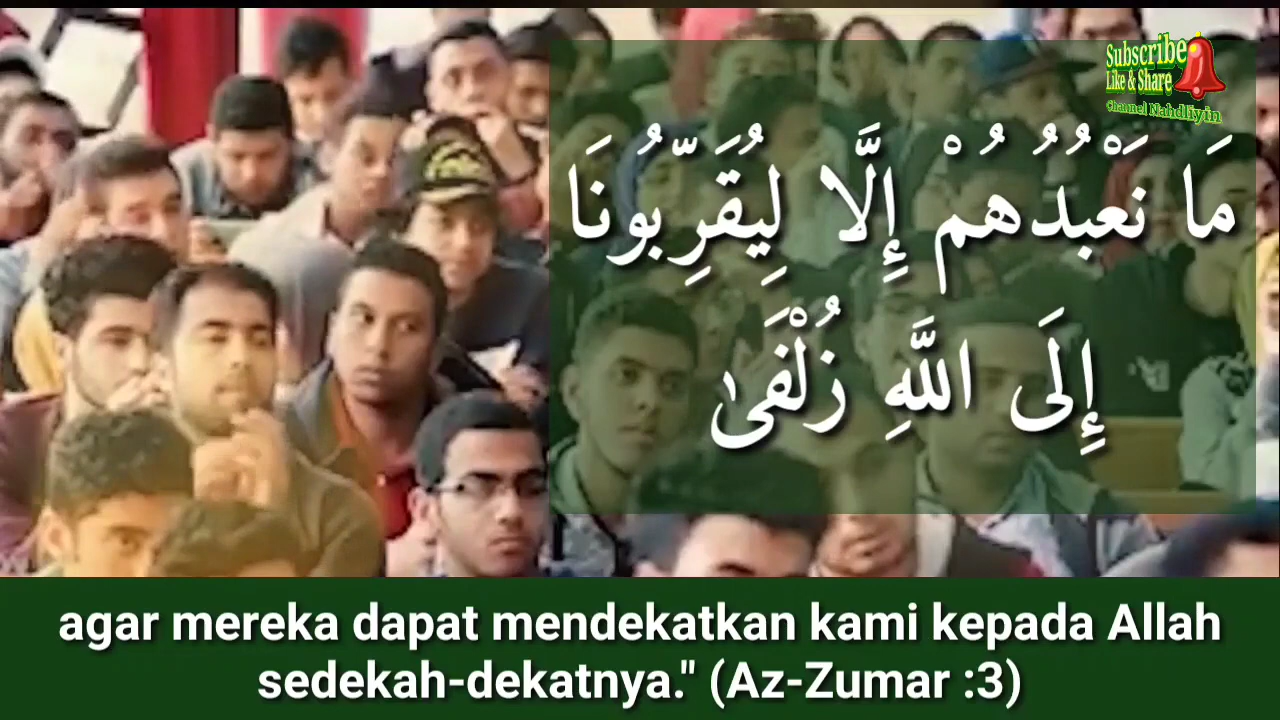 Subscribe
Like & Share
Channel Nahdliyin
مَا نَعْبُدُهُمْ إِلَّا لِيُقَرِّبُونَا
إِلَى اللَّهِ زُلْفَىٰ
agar mereka dapat mendekatkan kami kepada Allah
sedekah-dekatnya." (Az-Zumar :3)